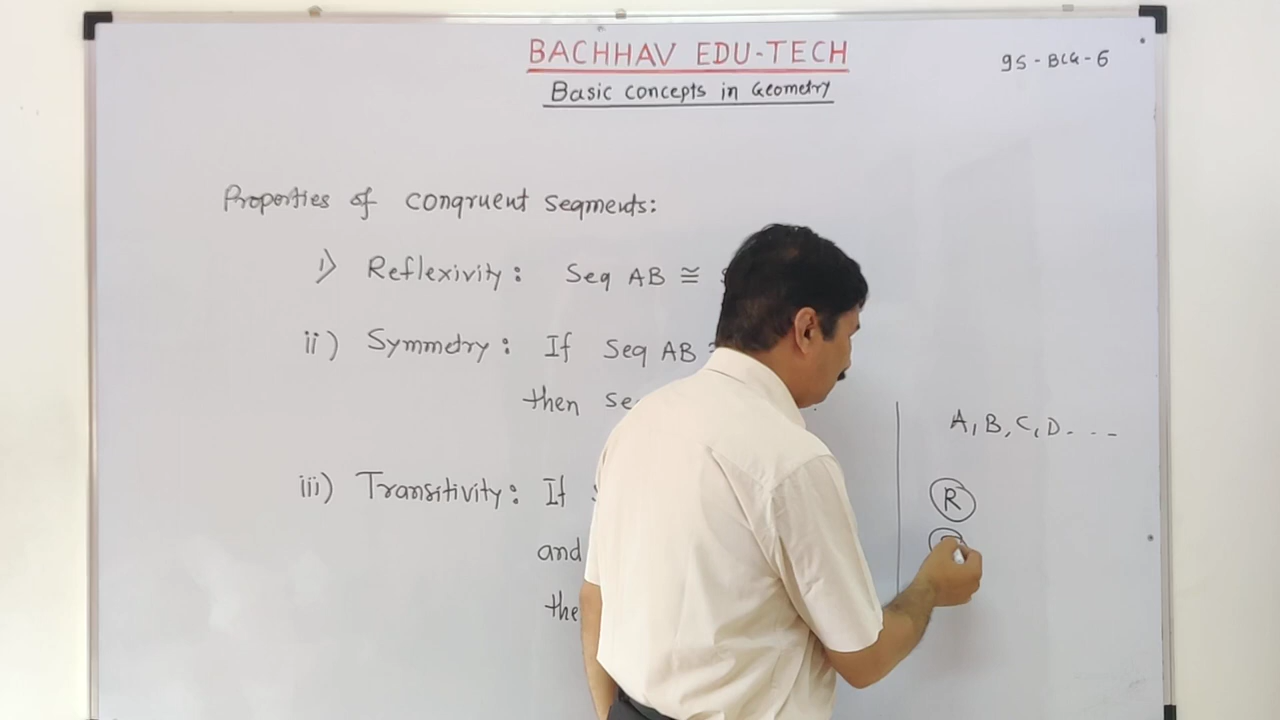 BACHHAV EDU-TECH
9S-BCG-6
Basic concepts in Geometry
Properties of congruent segments:
i) Reflexivity: Seg AB ≅
ii) Symmetry: If Seg AB
then
A, B, C, D - - -
iii) Transitivity: If
R
and